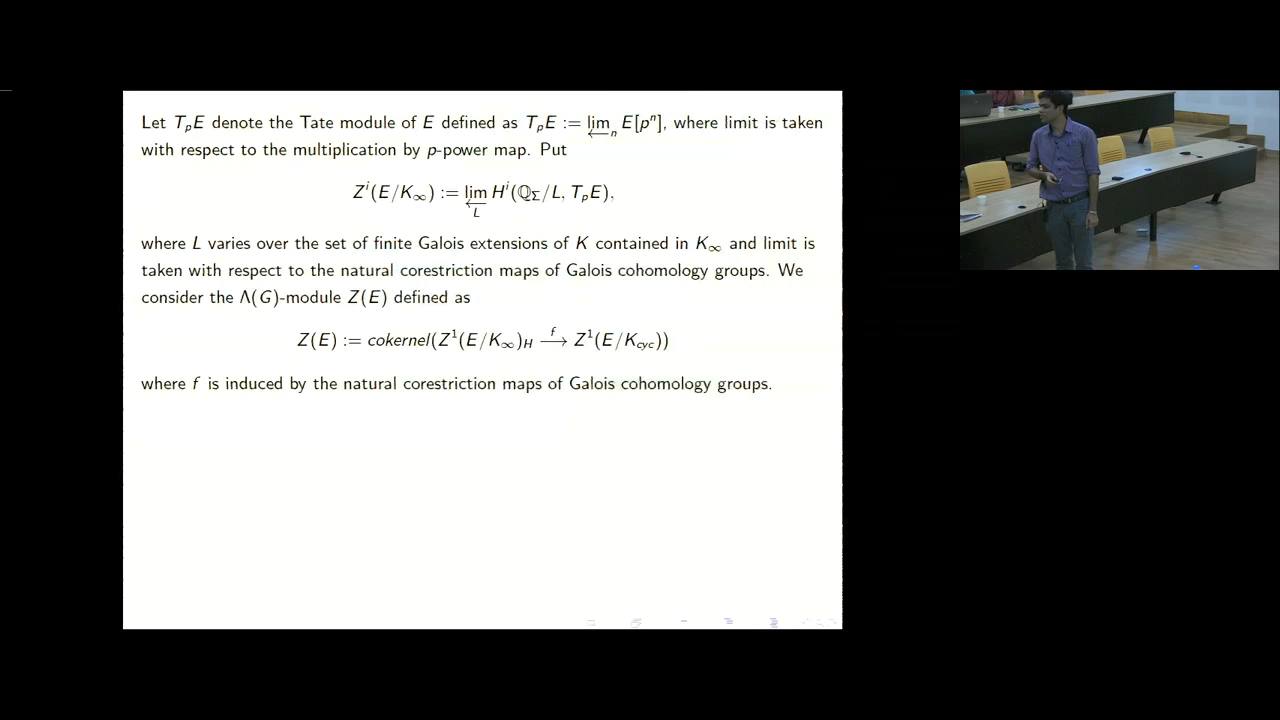 Let T_pE denote the Tate module of E defined as T_pE := lim←_n E[p^n], where limit is taken
with respect to the multiplication by p-power map. Put
Z^i(E/K_∞) := lim←_L H^i(ℚ_Σ/L, T_pE),
where L varies over the set of finite Galois extensions of K contained in K_∞ and limit is
taken with respect to the natural corestriction maps of Galois cohomology groups. We
consider the Λ(G)-module Z(E) defined as
Z(E) := cokernel(Z^1(E/K_∞)_H —f→ Z^1(E/K_cyc))
where f is induced by the natural corestriction maps of Galois cohomology groups.